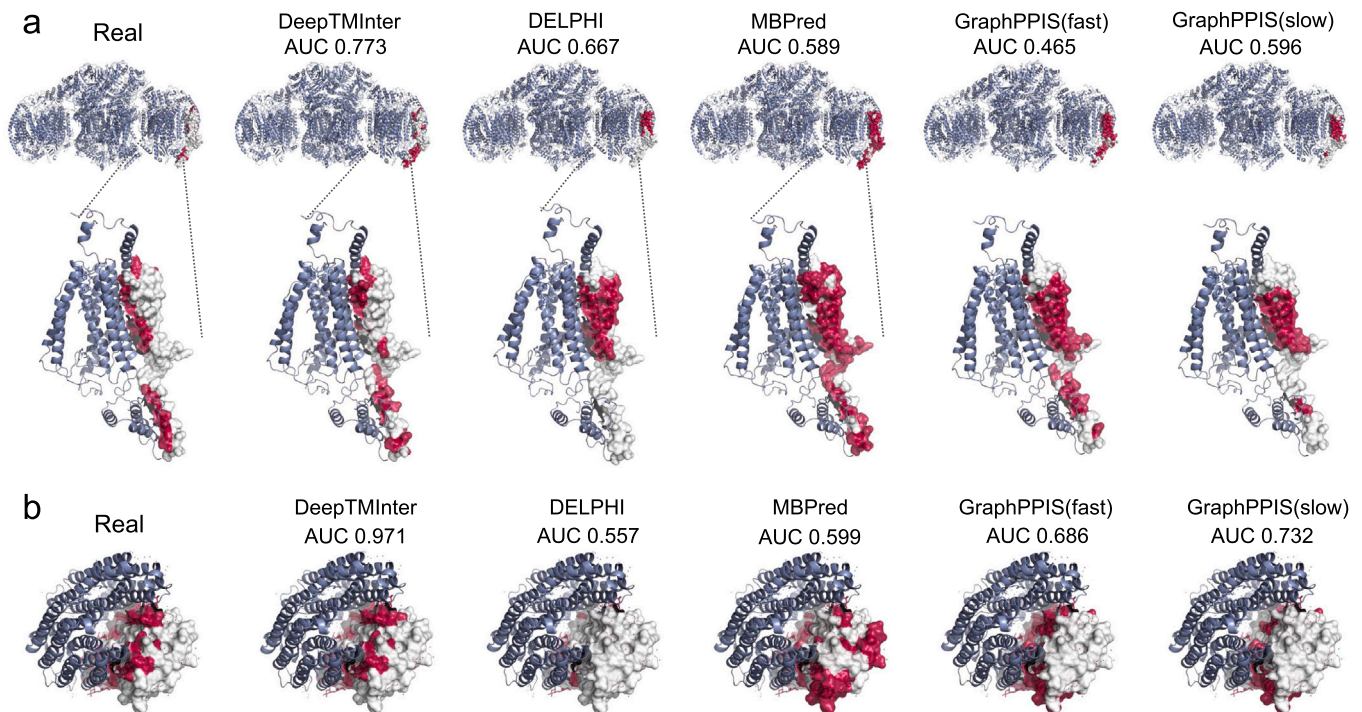 a
Real
DeepTMInter
AUC 0.773
DELPHI
AUC 0.667
MBPred
AUC 0.589
GraphPPIS(fast)
AUC 0.465
GraphPPIS(slow)
AUC 0.596
b
Real
DeepTMInter
AUC 0.971
DELPHI
AUC 0.557
MBPred
AUC 0.599
GraphPPIS(fast)
AUC 0.686
GraphPPIS(slow)
AUC 0.732